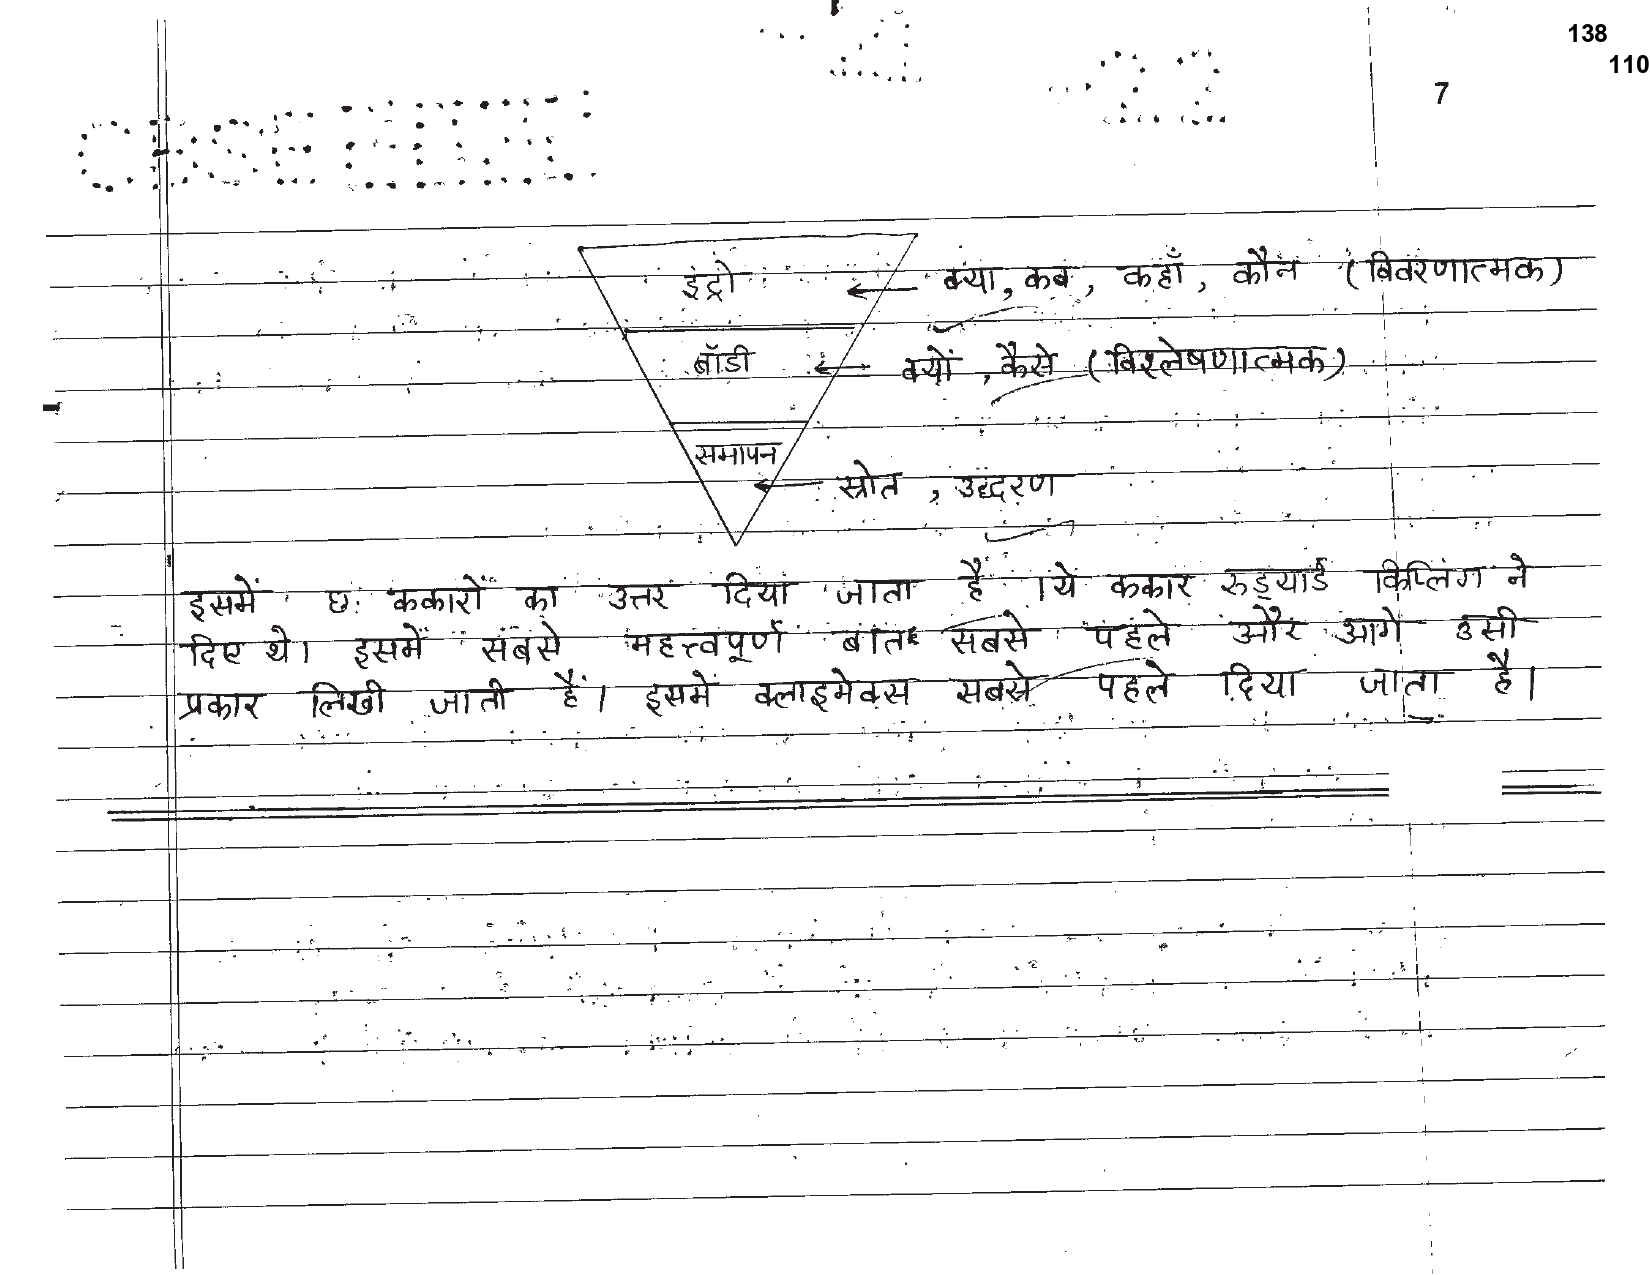 138
110
7
इंट्रो ← क्या, कब, कहाँ, कौन (विवरणात्मक)
बॉडी ← क्यों, कैसे (विश्लेषणात्मक)
समापन
← स्रोत, उद्धरण
इसमें छः ककारों का उत्तर दिया जाता है । ये ककार रुड्यार्ड किप्लिंग ने
दिए थे। इसमें सबसे महत्त्वपूर्ण बात सबसे पहले और आगे उसी
प्रकार लिखी जाती हैं। इसमें क्लाइमेक्स सबसे पहले दिया जाता है।